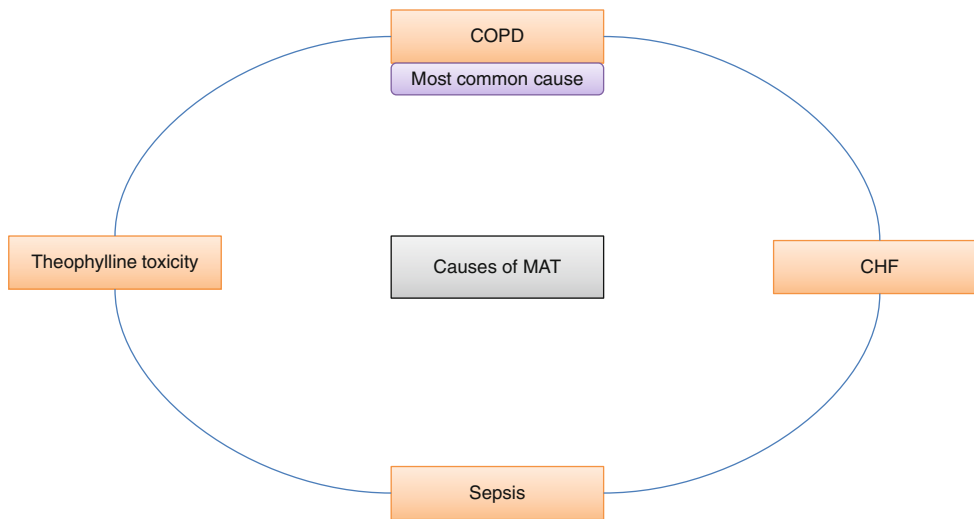 COPD
Most common cause
Theophylline toxicity
Causes of MAT
CHF
Sepsis